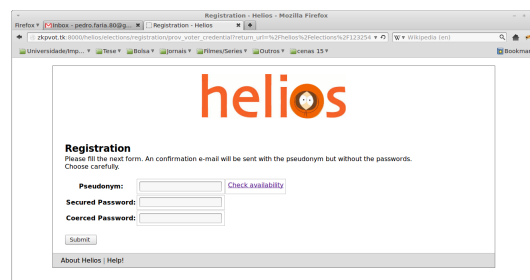 Registration - Helios - Mozilla Firefox
Firefox
Inbox - pedro.faris.80@g...
Registration - Helios
zkpvot.tk:8000/helios/elections/registration/prov_voter_credential?return_url=%2Fhelios%2Felections%2F123254
Wikipedia (en)
Universidade/Imp...
Tese
Bolsa
Jornais
Filmes/Series
Outros
cenas 15
Bookmar
helios
Registration
Please fill the next form. An confirmation e-mail will be sent with the pseudonym but without the passwords.
Choose carefully.
Pseudonym:
Check availability
Secured Password:
Coerced Password:
Submit
About Helios | Help!